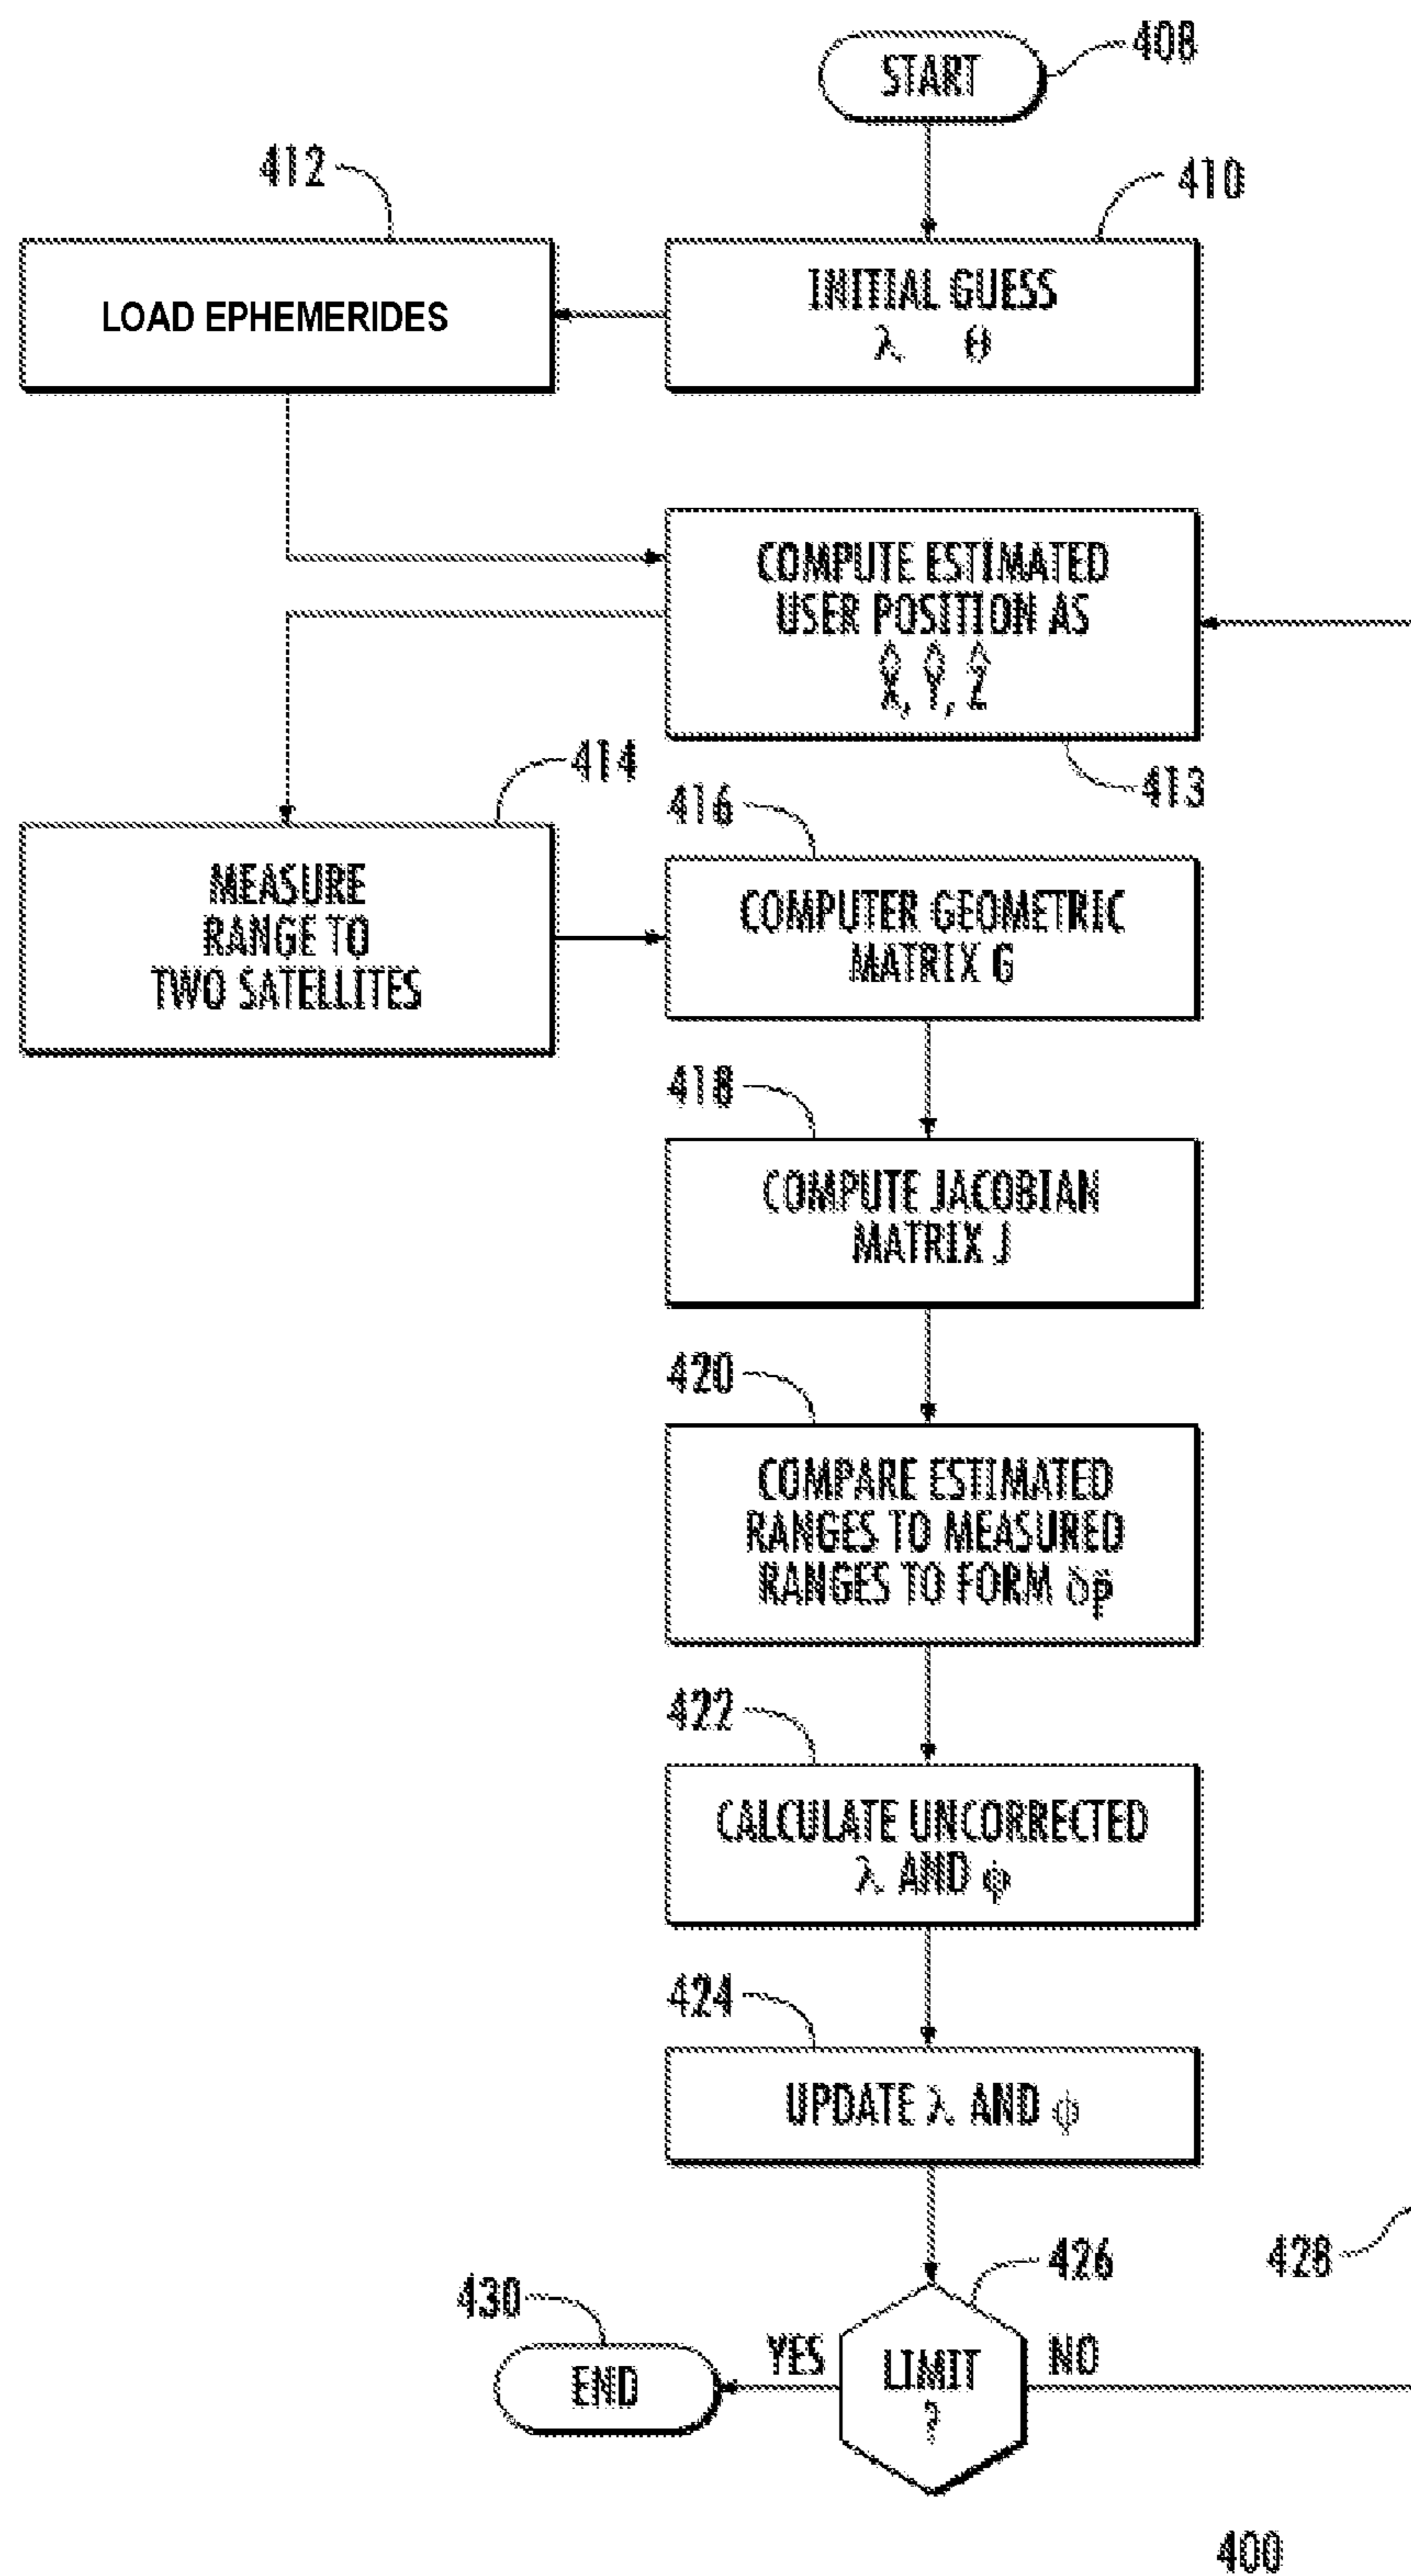 START
408
412
410
LOAD EPHEMERIDES
INITIAL GUESS
λ θ
COMPUTE ESTIMATED
USER POSITION AS
X̂, Ŷ, Ẑ
413
414
416
MEASURE
RANGE TO
TWO SATELLITES
COMPUTER GEOMETRIC
MATRIX G
418
COMPUTE JACOBIAN
MATRIX J
420
COMPARE ESTIMATED
RANGES TO MEASURED
RANGES TO FORM δρ̄
422
CALCULATE UNCORRECTED
λ AND φ
424
UPDATE λ AND φ
426
428
430
YES
NO
END
LIMIT
?
400